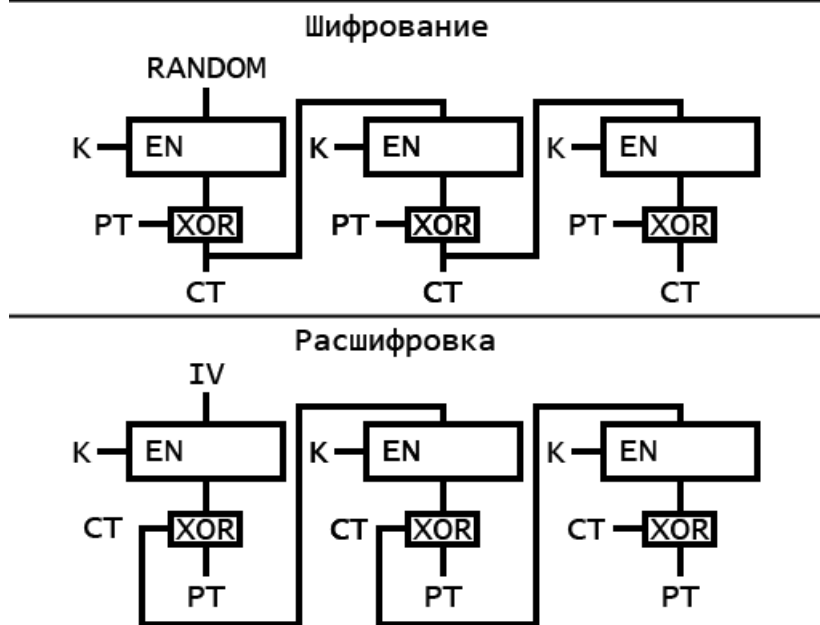 Шифрование
RANDOM
K EN K EN K EN
PT XOR PT XOR PT XOR
CT CT CT
Расшифровка
IV
K EN K EN K EN
CT XOR CT XOR CT XOR
PT PT PT